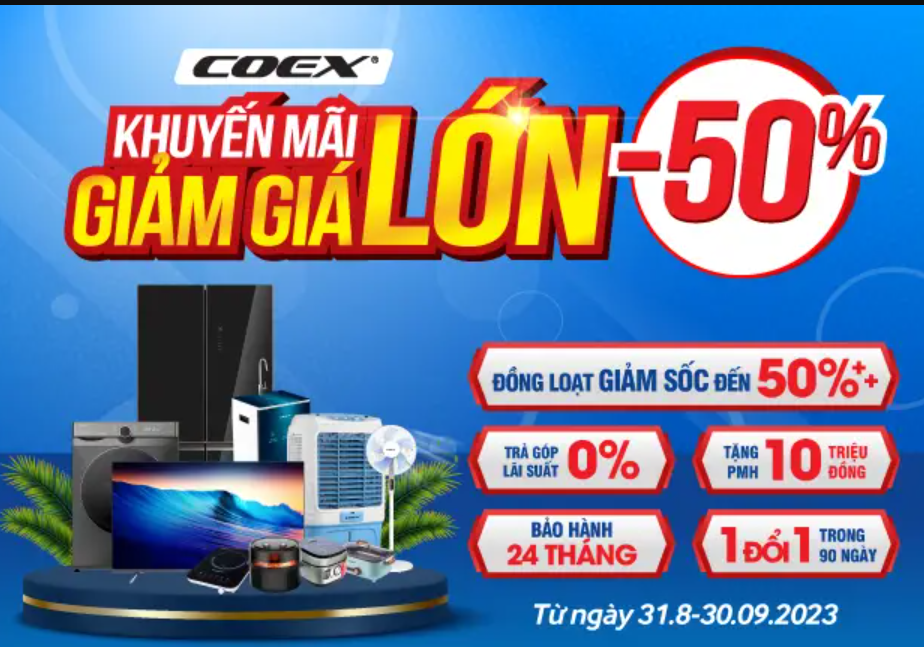 COEX®
KHUYẾN MÃI
GIẢM GIÁ LỚN
-50%
ĐỒNG LOẠT GIẢM SỐC ĐẾN 50%++
TRẢ GÓP
LÃI SUẤT 0%
TẶNG
PMH 10 TRIỆU
ĐỒNG
BẢO HÀNH
24 THÁNG
1 ĐỔI 1 TRONG
90 NGÀY
Từ ngày 31.8-30.09.2023